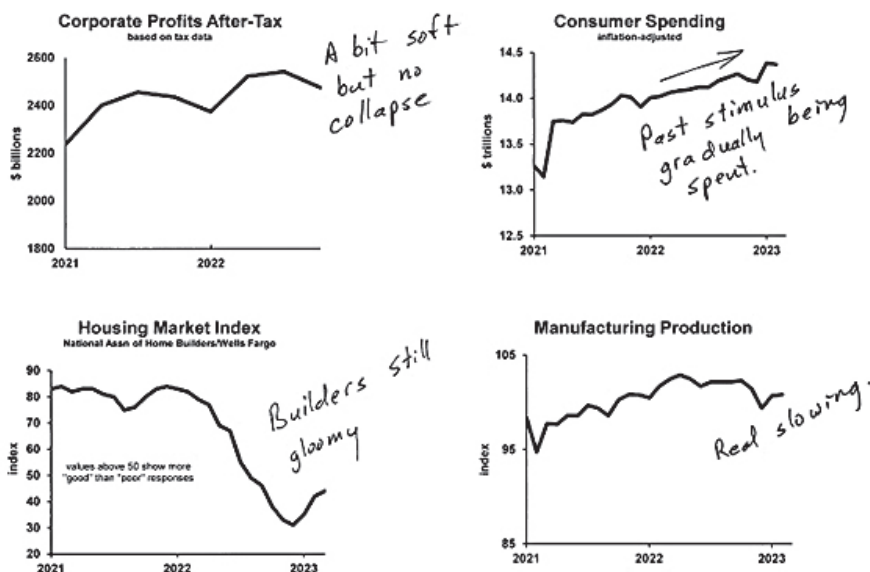 Corporate Profits After-Tax
based on tax data
$ billions
2600
2400
2200
2000
1800
2021 2022
A bit soft
but no
collapse
Consumer Spending
inflation-adjusted
$ trillions
14.5
14.0
13.5
13.0
12.5
2021 2022 2023
Past stimulus
gradually being
spent.
Housing Market Index
National Assn of Home Builders/Wells Fargo
index
90
80
70
60
50
40
30
20
values above 50 show more
"good" than "poor" responses
2021 2022 2023
Builders still
gloomy
Manufacturing Production
index
105
95
85
2021 2022 2023
Real slowing.